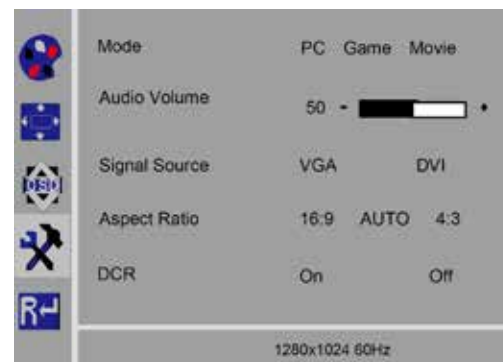 Mode PC Game Movie
Audio Volume 50 - +
Signal Source VGA DVI
OSD
Aspect Ratio 16:9 AUTO 4:3
DCR On Off
R
1280x1024 60Hz